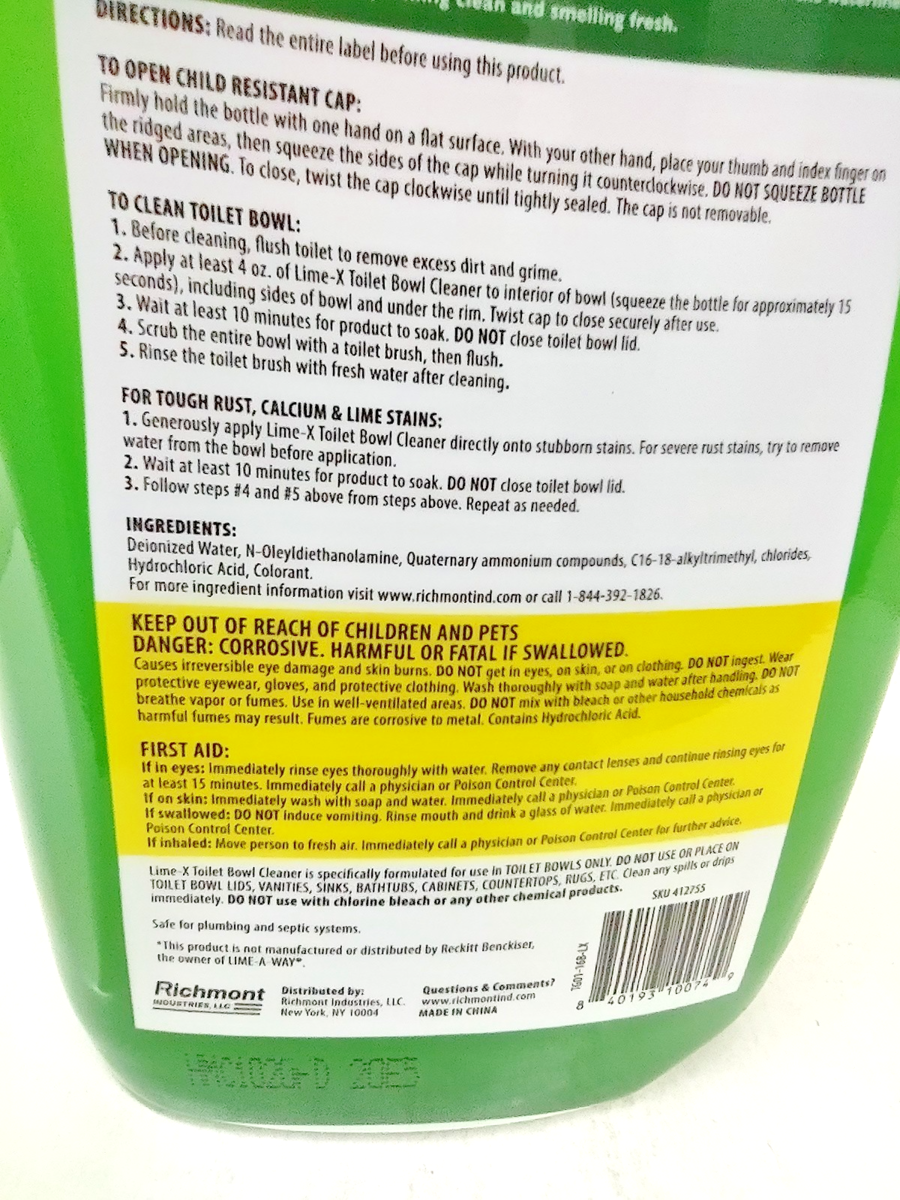 clean and smelling fresh.
DIRECTIONS: Read the entire label before using this product.
TO OPEN CHILD RESISTANT CAP:
Firmly hold the bottle with one hand on a flat surface. With your other hand, place your thumb and index finger on
the ridged areas, then squeeze the sides of the cap while turning it counterclockwise. DO NOT SQUEEZE BOTTLE
WHEN OPENING. To close, twist the cap clockwise until tightly sealed. The cap is not removable.
TO CLEAN TOILET BOWL:
1. Before cleaning, flush toilet to remove excess dirt and grime.
2. Apply at least 4 oz. of Lime-X Toilet Bowl Cleaner to interior of bowl (squeeze the bottle for approximately 15
seconds), including sides of bowl and under the rim. Twist cap to close securely after use.
3. Wait at least 10 minutes for product to soak. DO NOT close toilet bowl lid.
4. Scrub the entire bowl with a toilet brush, then flush.
5. Rinse the toilet brush with fresh water after cleaning.
FOR TOUGH RUST, CALCIUM & LIME STAINS:
1. Generously apply Lime-X Toilet Bowl Cleaner directly onto stubborn stains. For severe rust stains, try to remove
water from the bowl before application.
2. Wait at least 10 minutes for product to soak. DO NOT close toilet bowl lid.
3. Follow steps #4 and #5 above from steps above. Repeat as needed.
INGREDIENTS:
Deionized Water, N-Oleyldiethanolamine, Quaternary ammonium compounds, C16-18-alkyltrimethyl, chlorides,
Hydrochloric Acid, Colorant.
For more ingredient information visit www.richmontind.com or call 1-844-392-1826.
KEEP OUT OF REACH OF CHILDREN AND PETS
DANGER: CORROSIVE. HARMFUL OR FATAL IF SWALLOWED.
Causes irreversible eye damage and skin burns. DO NOT get in eyes, on skin, or on clothing. DO NOT ingest. Wear
protective eyewear, gloves, and protective clothing. Wash thoroughly with soap and water after handling. DO NOT
breathe vapor or fumes. Use in well-ventilated areas. DO NOT mix with bleach or other household chemicals as
harmful fumes may result. Fumes are corrosive to metal. Contains Hydrochloric Acid.
FIRST AID:
If in eyes: Immediately rinse eyes thoroughly with water. Remove any contact lenses and continue rinsing eyes for
at least 15 minutes. Immediately call a physician or Poison Control Center.
If on skin: Immediately wash with soap and water. Immediately call a physician or Poison Control Center.
If swallowed: DO NOT induce vomiting. Rinse mouth and drink a glass of water. Immediately call a physician or
Poison Control Center.
If inhaled: Move person to fresh air. Immediately call a physician or Poison Control Center for further advice.
Lime-X Toilet Bowl Cleaner is specifically formulated for use in TOILET BOWLS ONLY. DO NOT USE OR PLACE ON
TOILET BOWL LIDS, VANITIES, SINKS, BATHTUBS, CABINETS, COUNTERTOPS, RUGS, ETC. Clean any spills or drips
immediately. DO NOT use with chlorine bleach or any other chemical products.
SKU 412755
Safe for plumbing and septic systems.
*This product is not manufactured or distributed by Reckitt Benckiser,
the owner of LIME-A-WAY®.
Richmont
INDUSTRIES, LLC
Distributed by:
Richmont Industries, LLC.
New York, NY 10004
Questions & Comments?
www.richmontind.com
MADE IN CHINA
TG01-16B-LX
8 40193 10074 9